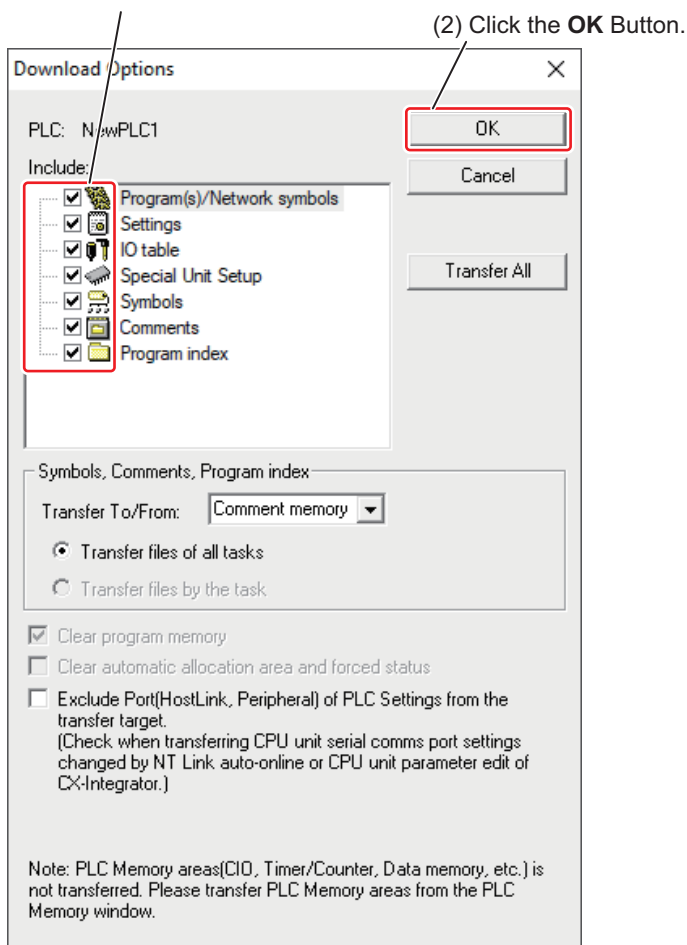 (2) Click the OK Button.
Download Options
PLC: NewPLC1
OK
Include:
Cancel
Program(s)/Network symbols
Settings
IO table
Special Unit Setup
Transfer All
Symbols
Comments
Program index
Symbols, Comments, Program index
Transfer To/From: Comment memory
Transfer files of all tasks
Transfer files by the task
Clear program memory
Clear automatic allocation area and forced status
Exclude Port(HostLink, Peripheral) of PLC Settings from the
transfer target.
(Check when transferring CPU unit serial comms port settings
changed by NT Link auto-online or CPU unit parameter edit of
CX-Integrator.)
Note: PLC Memory areas(CIO, Timer/Counter, Data memory, etc.) is
not transferred. Please transfer PLC Memory areas from the PLC
Memory window.